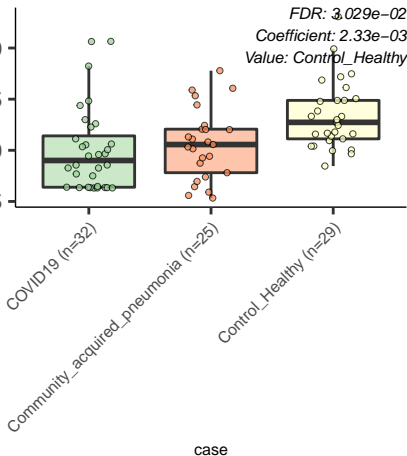 FDR: 3.029e−02
Coefficient: 2.33e−03
Value: Control_Healthy
COVID19 (n=32)
Community_acquired_pneumonia (n=25)
Control_Healthy (n=29)
case